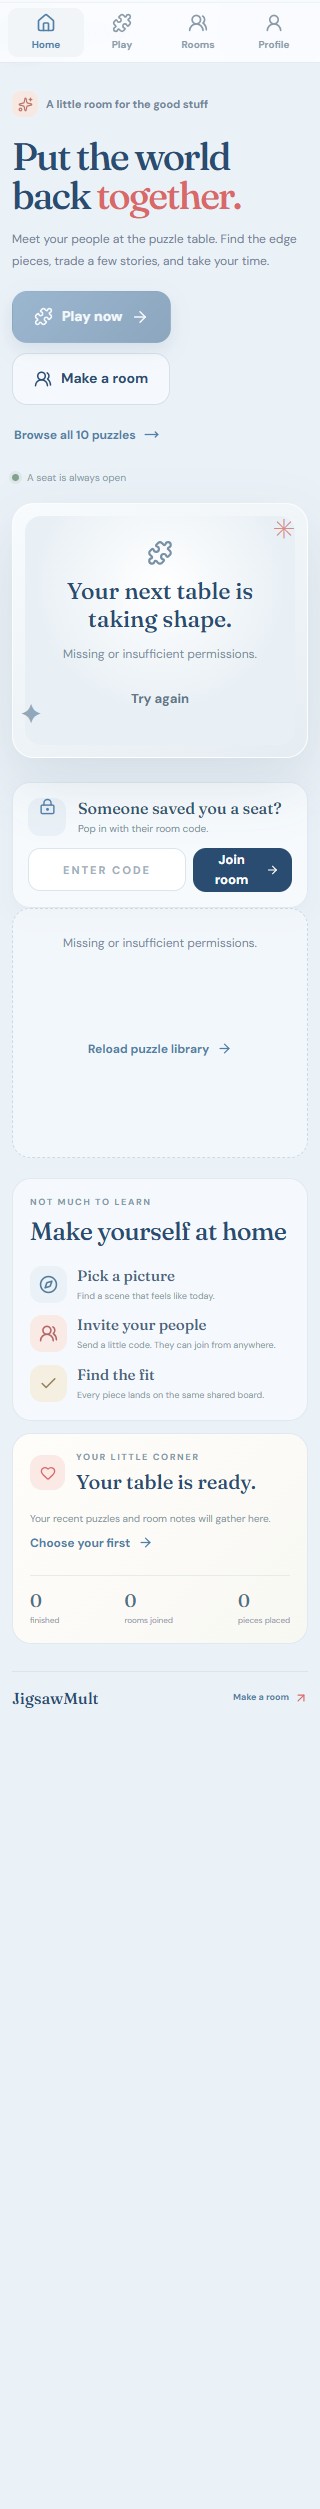 Home Play Rooms Profile
A little room for the good stuff
Put the world
back together.
Meet your people at the puzzle table. Find the edge
pieces, trade a few stories, and take your time.
Play now
Make a room
Browse all 10 puzzles
A seat is always open
Your next table is
taking shape.
Missing or insufficient permissions.
Try again
Someone saved you a seat?
Pop in with their room code.
ENTER CODE
Join
room
Missing or insufficient permissions.
Reload puzzle library
NOT MUCH TO LEARN
Make yourself at home
Pick a picture
Find a scene that feels like today.
Invite your people
Send a little code. They can join from anywhere.
Find the fit
Every piece lands on the same shared board.
YOUR LITTLE CORNER
Your table is ready.
Your recent puzzles and room notes will gather here.
Choose your first
0 0 0
finished rooms joined pieces placed
JigsawMult Make a room